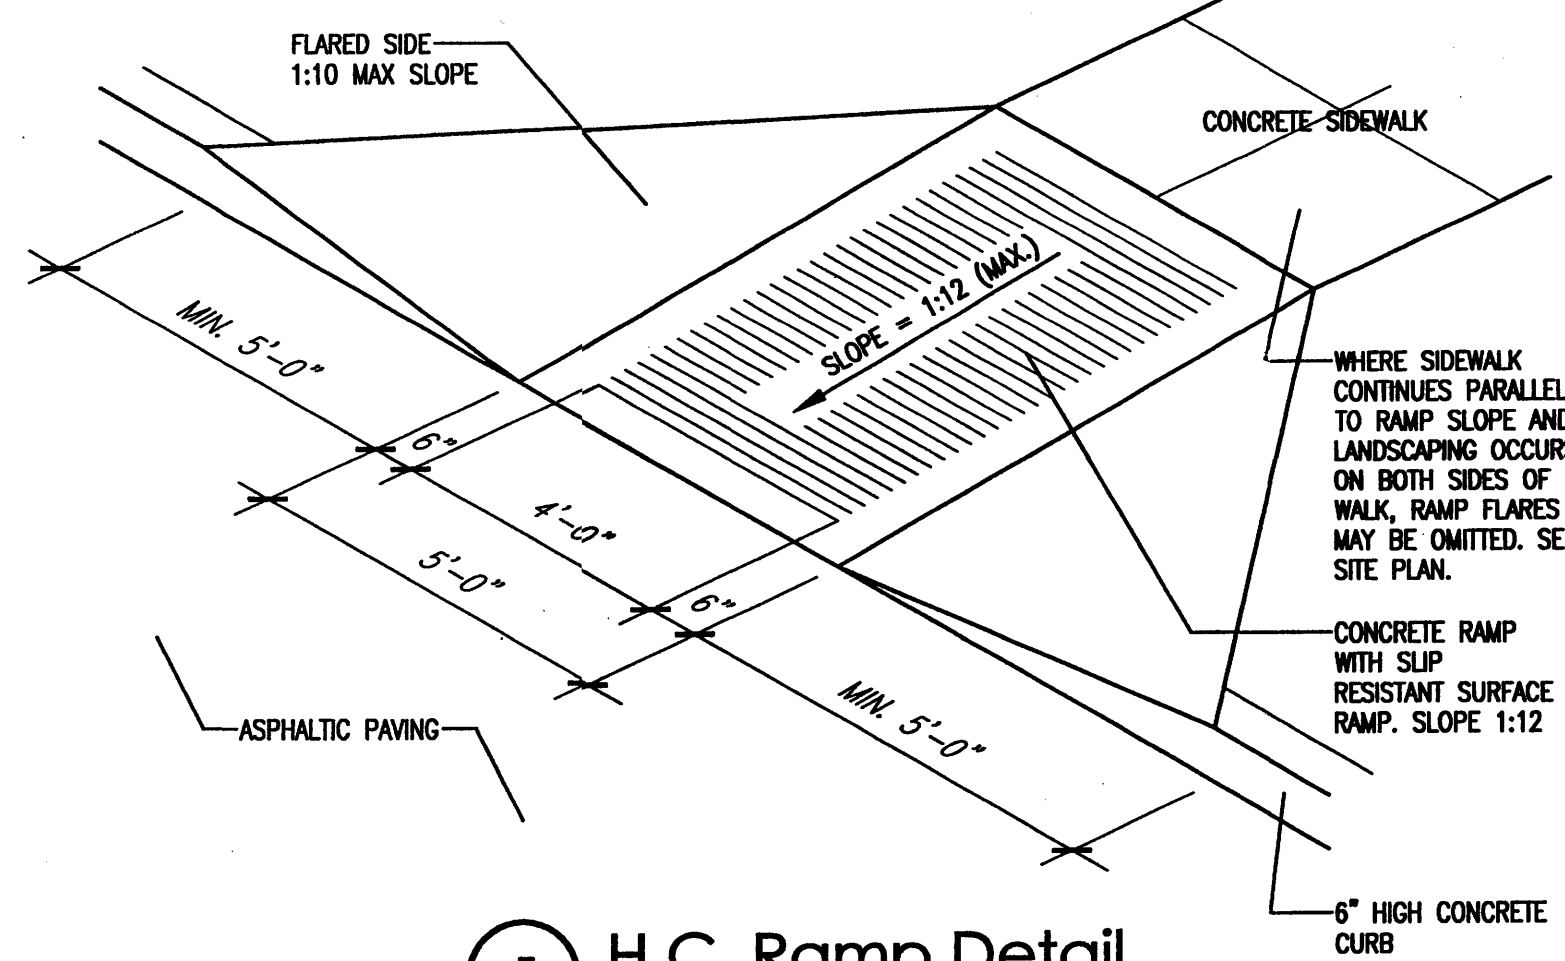 FLARED SIDE
1:10 MAX SLOPE
CONCRETE SIDEWALK
SLOPE = 1:12 (MAX.)
MIN. 5'-0"
6"
4'-0"
5'-0"
6"
MIN. 5'-0"
WHERE SIDEWALK
CONTINUES PARALLEL
TO RAMP SLOPE AND
LANDSCAPING OCCURS
ON BOTH SIDES OF
WALK, RAMP FLARES
MAY BE OMITTED. SE
SITE PLAN.
CONCRETE RAMP
WITH SLIP
RESISTANT SURFACE
RAMP. SLOPE 1:12
ASPHALTIC PAVING
6" HIGH CONCRETE
CURB
H.C. Ramp Detail